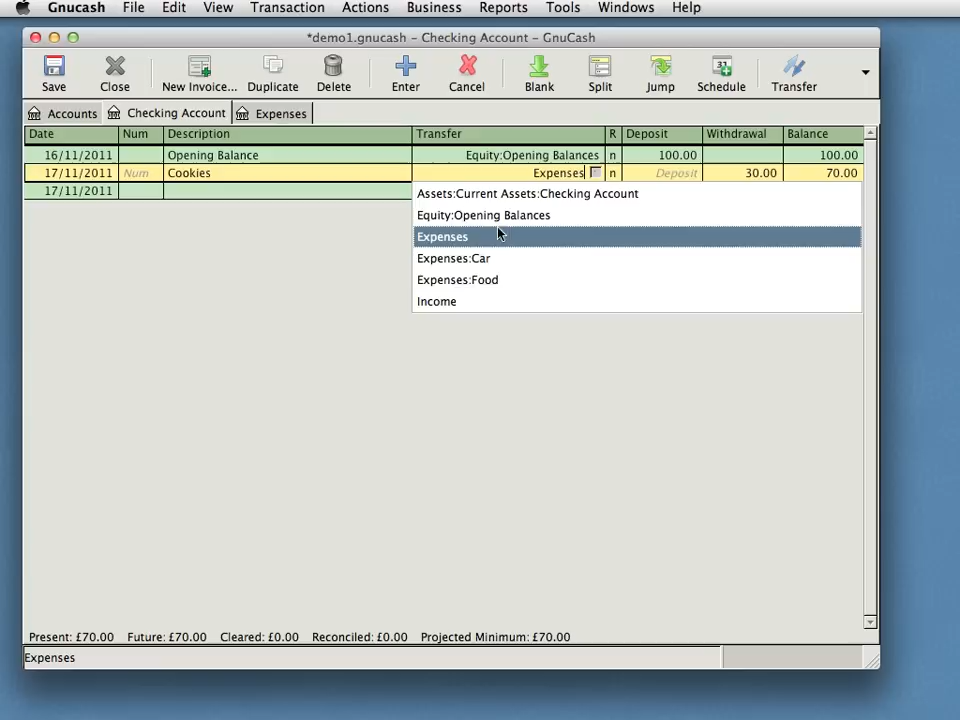 Gnucash File Edit View Transaction Actions Business Reports Tools Windows Help
*demo1.gnucash – Checking Account – GnuCash
Save Close New Invoice... Duplicate Delete Enter Cancel Blank Split Jump Schedule Transfer
Accounts Checking Account Expenses
Date Num Description Transfer R Deposit Withdrawal Balance
16/11/2011 Opening Balance Equity:Opening Balances n 100.00 100.00
17/11/2011 Num Cookies Expenses n Deposit 30.00 70.00
17/11/2011
Assets:Current Assets:Checking Account
Equity:Opening Balances
Expenses
Expenses:Car
Expenses:Food
Income
Present: £70.00 Future: £70.00 Cleared: £0.00 Reconciled: £0.00 Projected Minimum: £70.00
Expenses